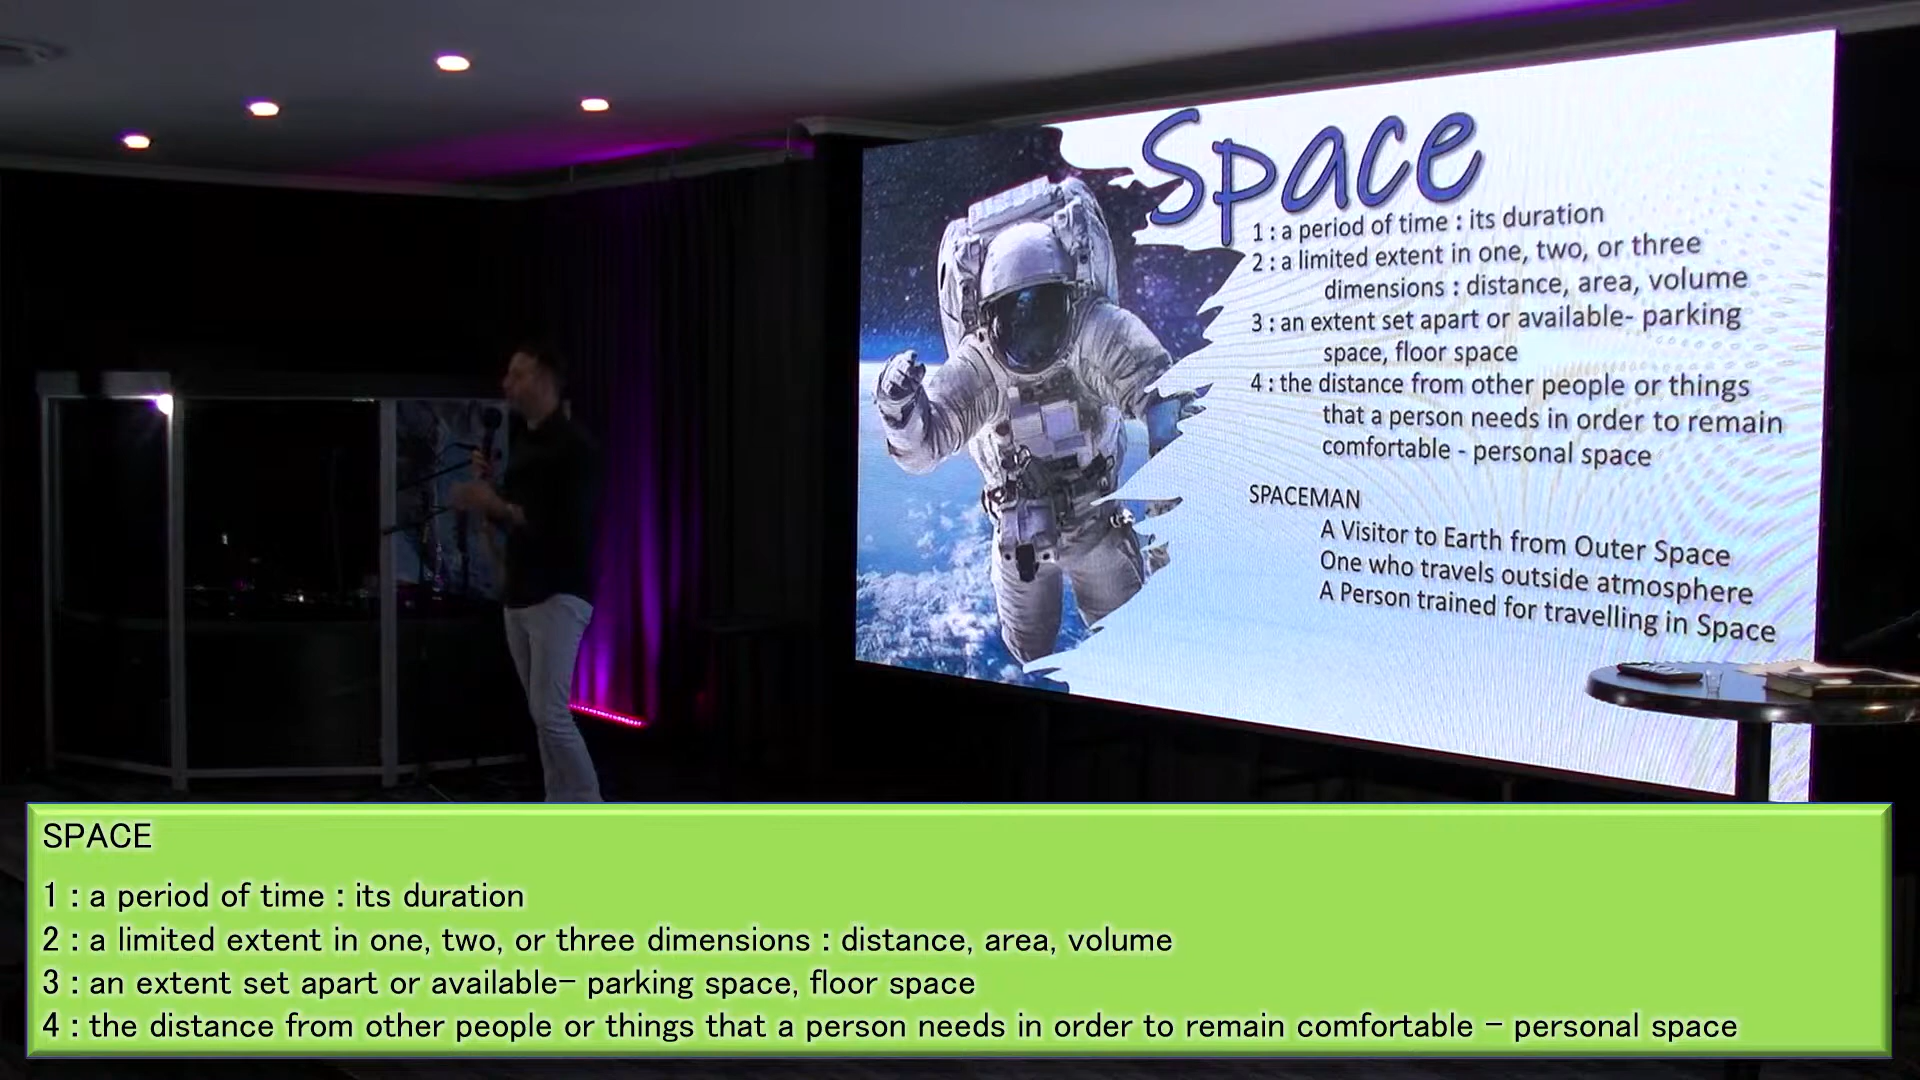 Space
1 : a period of time : its duration
2 : a limited extent in one, two, or three
dimensions : distance, area, volume
3 : an extent set apart or available- parking
space, floor space
4 : the distance from other people or things
that a person needs in order to remain
comfortable - personal space
SPACEMAN
A Visitor to Earth from Outer Space
One who travels outside atmosphere
A Person trained for travelling in Space
SPACE
1 : a period of time : its duration
2 : a limited extent in one, two, or three dimensions : distance, area, volume
3 : an extent set apart or available- parking space, floor space
4 : the distance from other people or things that a person needs in order to remain comfortable - personal space